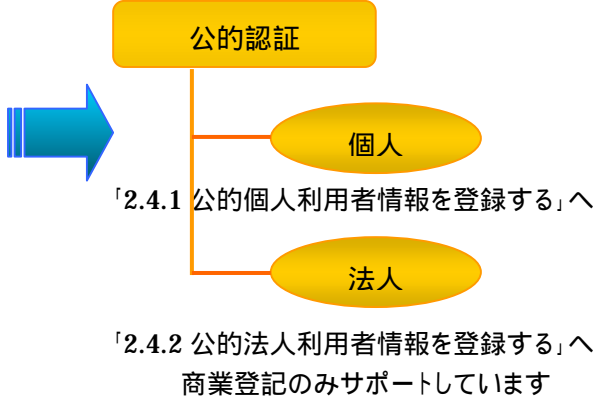 公的認証
個人
「2.4.1 公的個人利用者情報を登録する」へ
法人
「2.4.2 公的法人利用者情報を登録する」へ
商業登記のみサポートしています